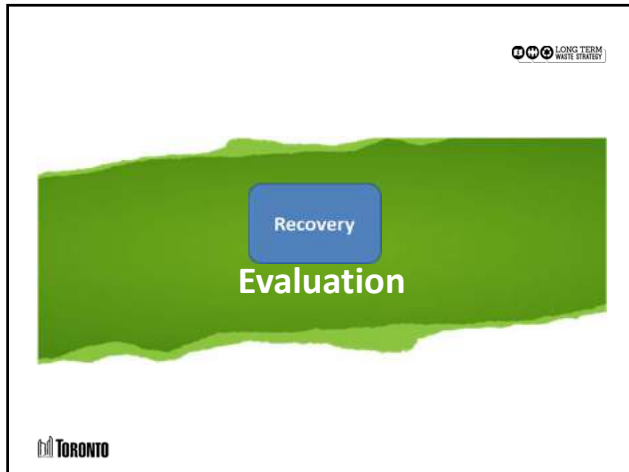 LONG TERM
WASTE STRATEGY
Recovery
Evaluation
TORONTO